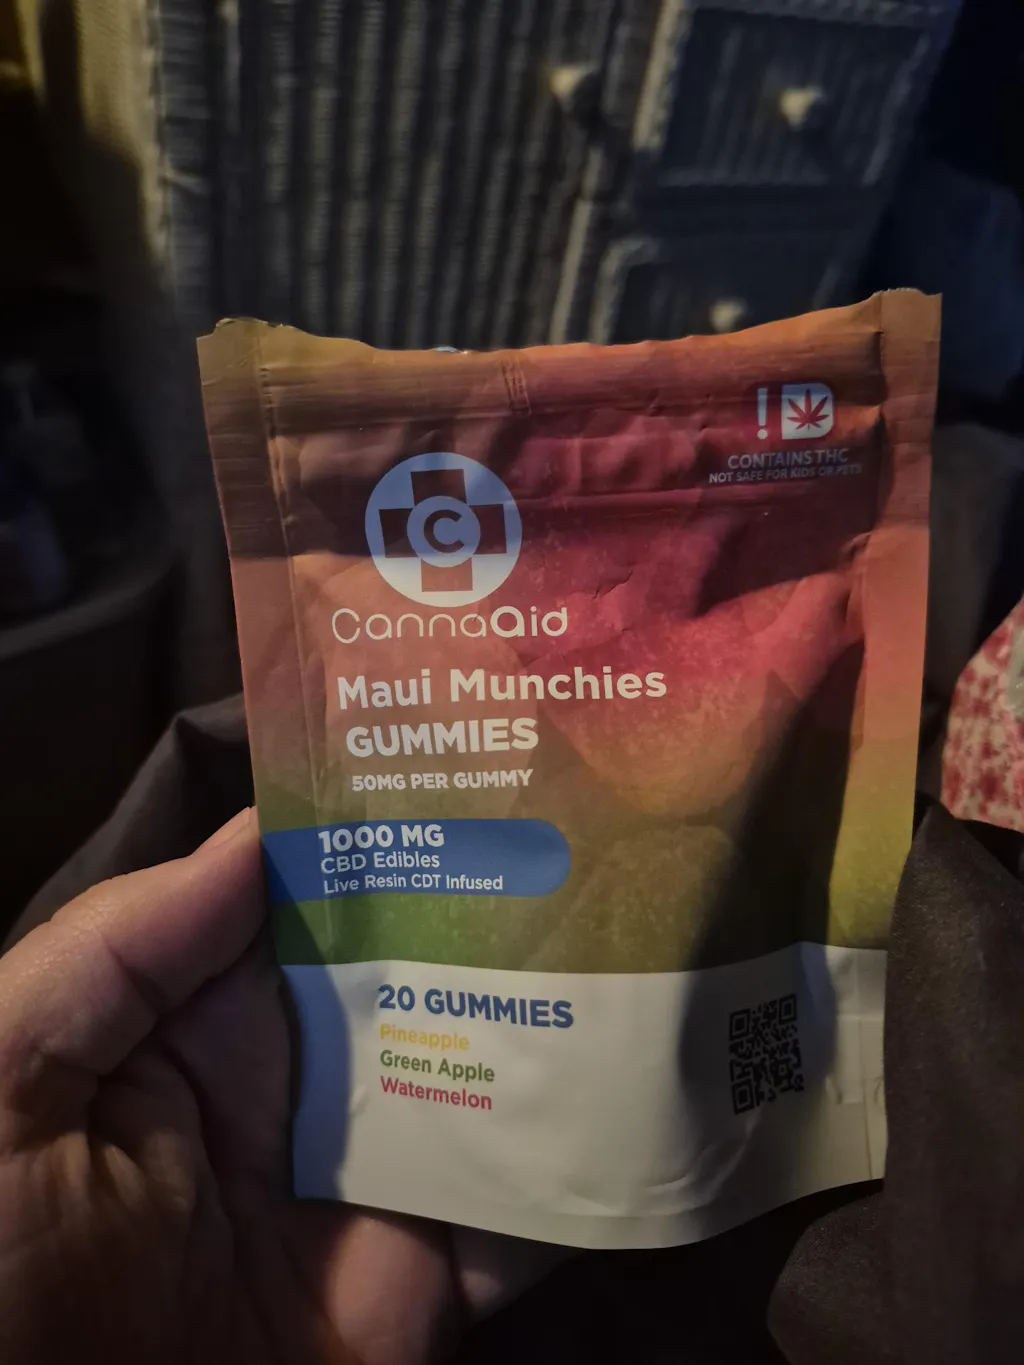 !
CONTAINS THC
NOT SAFE FOR KIDS OR PETS
C
CannaAid
Maui Munchies
GUMMIES
50MG PER GUMMY
1000 MG
CBD Edibles
Live Resin CDT Infused
20 GUMMIES
Pineapple
Green Apple
Watermelon